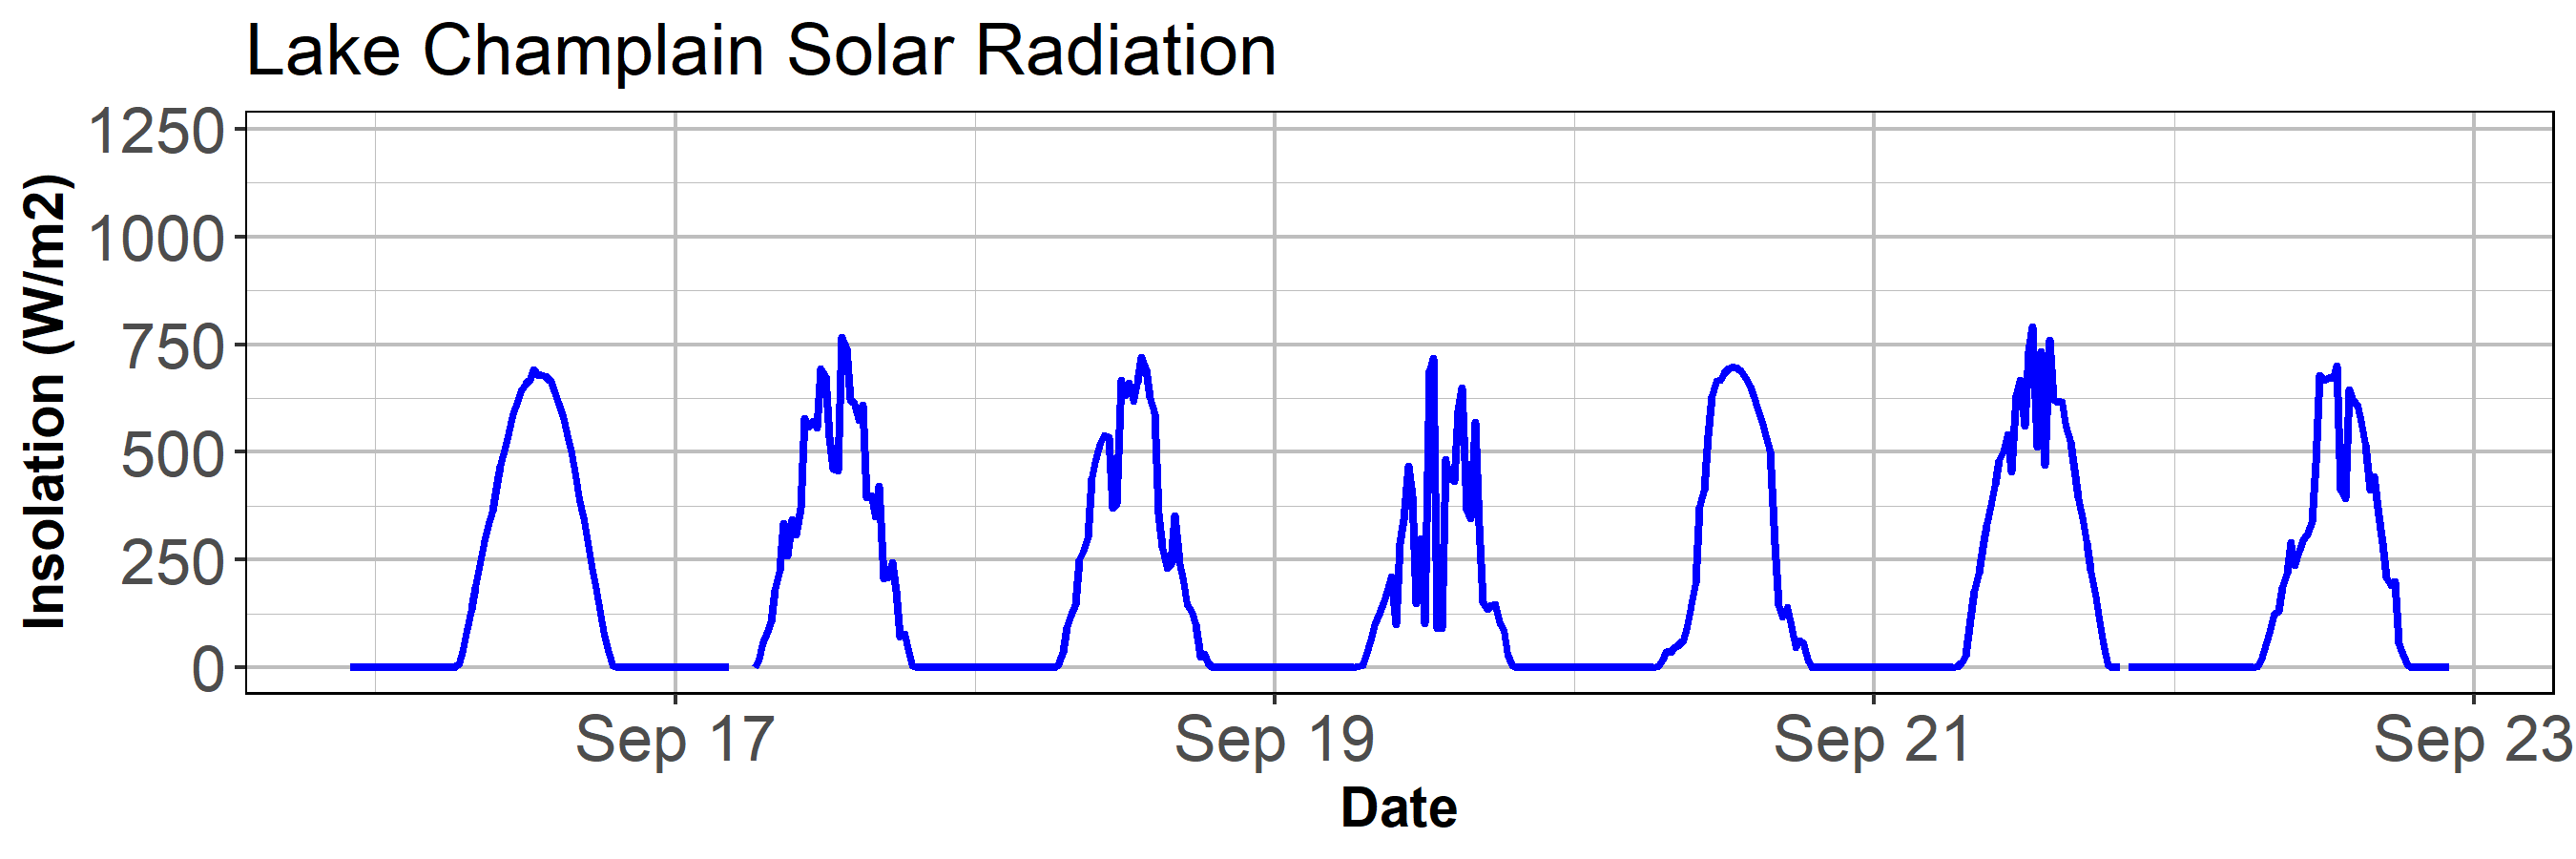 Lake Champlain Solar Radiation
Insolation (W/m2)
1250
1000
750
500
250
0
Sep 17 Sep 19 Sep 21 Sep 23
Date